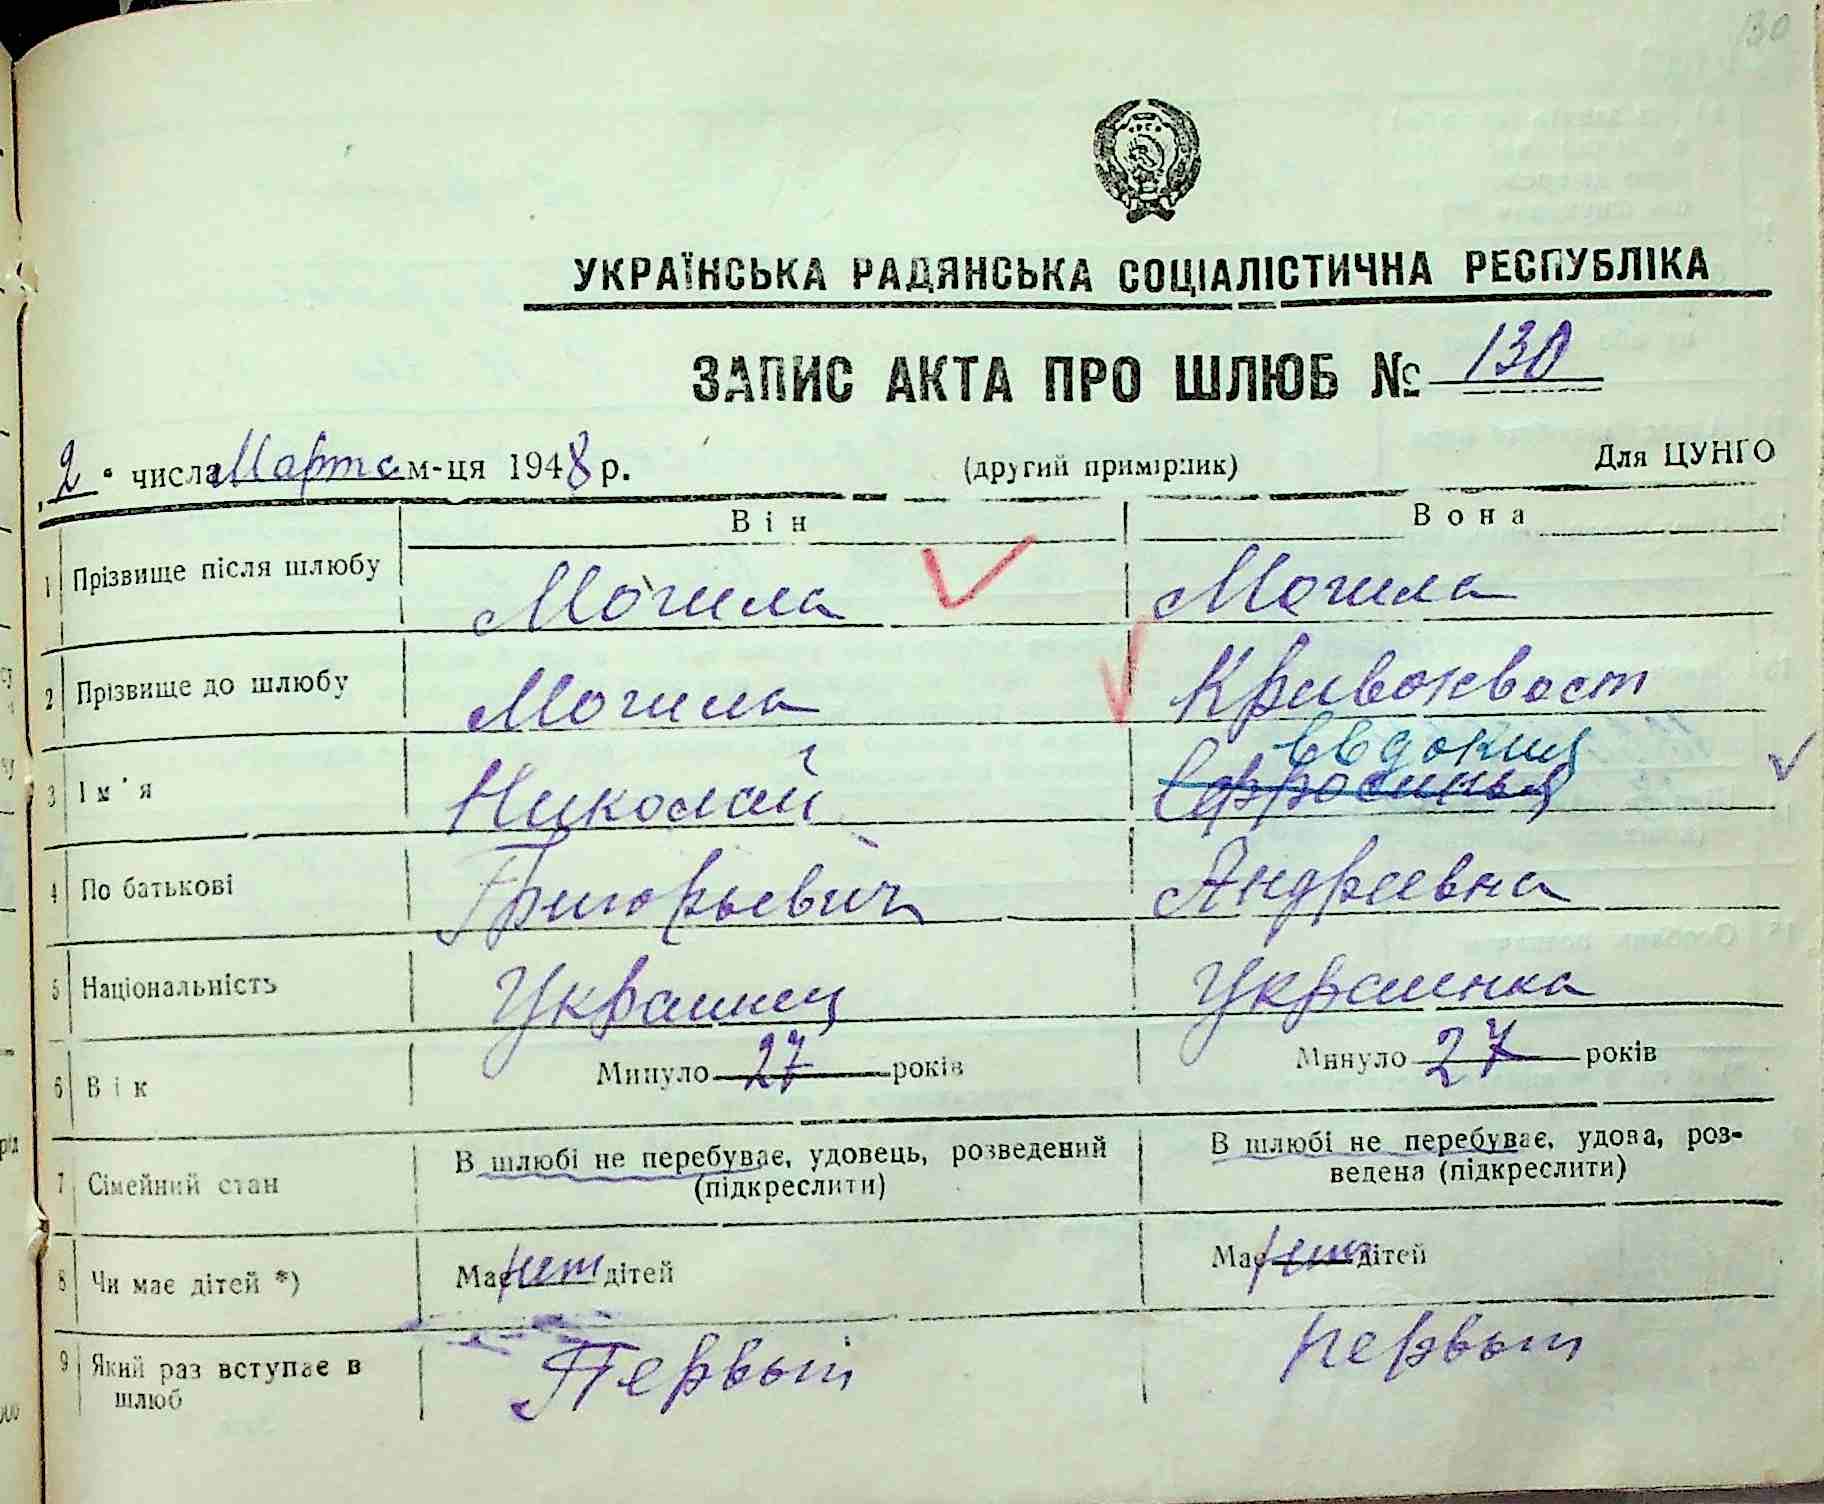 130
УКРАЇНСЬКА РАДЯНСЬКА СОЦІАЛІСТИЧНА РЕСПУБЛІКА
ЗАПИС АКТА ПРО ШЛЮБ № 130
2 числа Марта м-ця 1948 р. (другий примірник) Для ЦУНГО
Він Вона
1 Прізвище після шлюбу Могила Могила
2 Прізвище до шлюбу Могила Кривохвост
Евдокия
3 Ім'я Николай Ефросинья
4 По батькові Григорьевич Андреевна
5 Національність Украинец Украинка
6 Вік Минуло 27 років Минуло 27 років
7 Сімейний стан В шлюбі не перебуває, удовець, розведений (підкреслити) В шлюбі не перебуває, удова, роз-
ведена (підкреслити)
8 Чи має дітей *) Має нет дітей Має нет дітей
9 Який раз вступає в Первый первый
шлюб